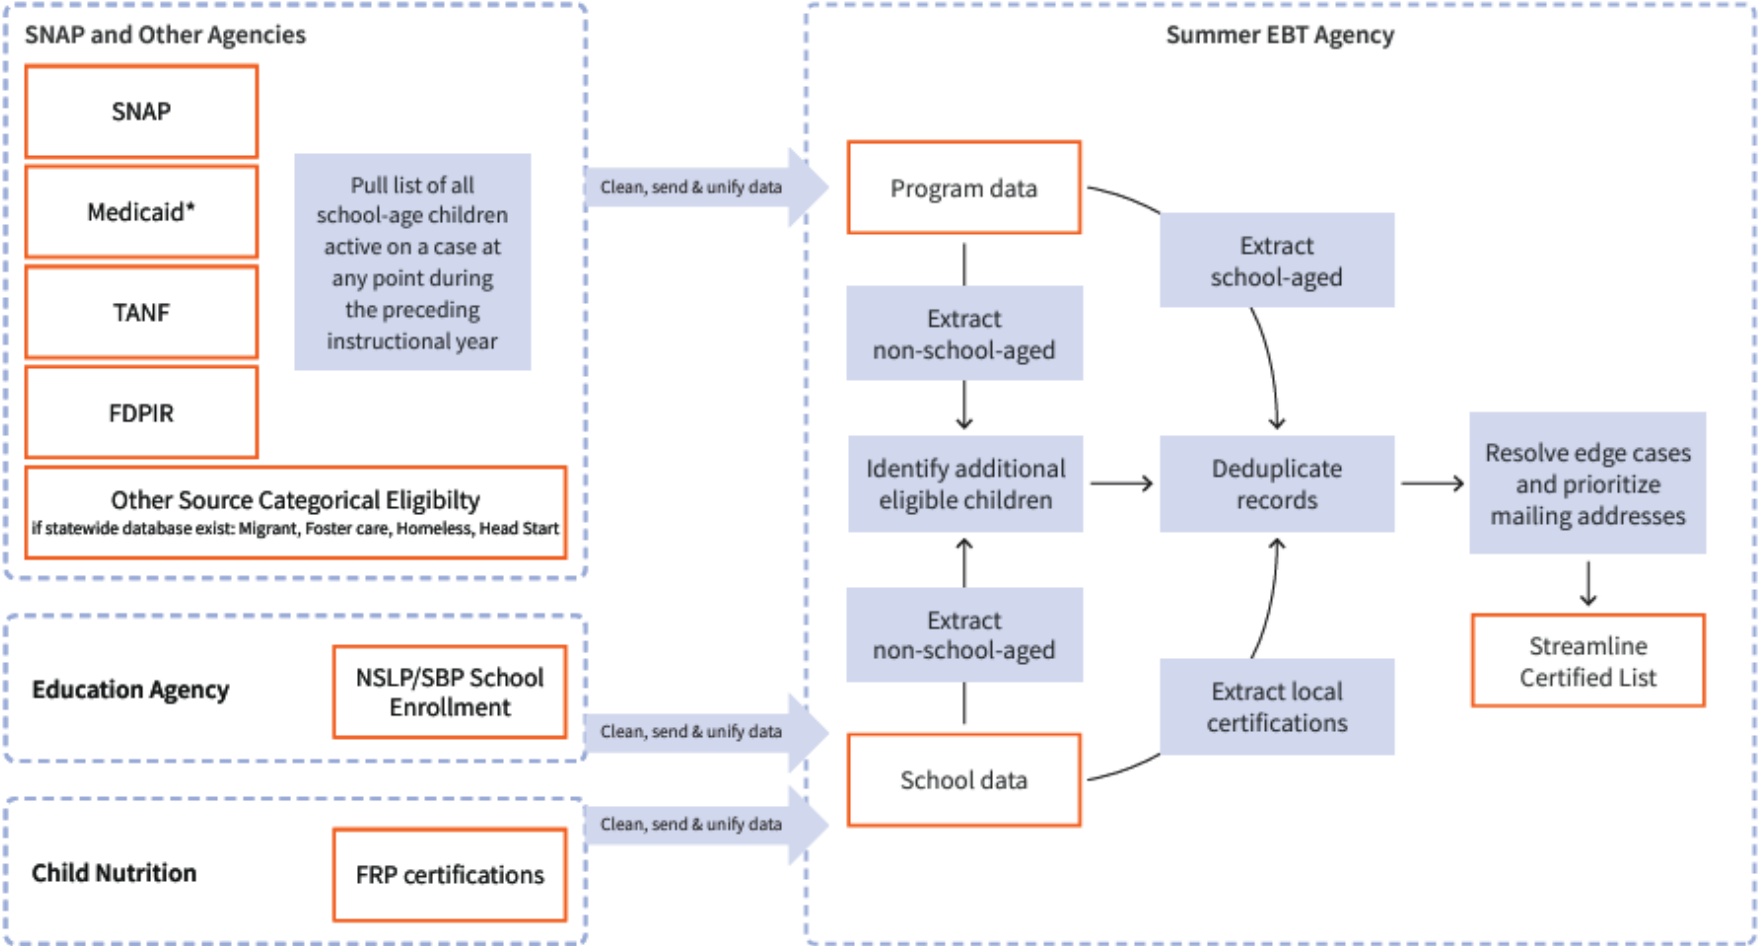 SNAP and Other Agencies
SNAP
Medicaid*
TANF
FDPIR
Other Source Categorical Eligibilty
if statewide database exist: Migrant, Foster care, Homeless, Head Start
Pull list of all
school-age children
active on a case at
any point during
the preceding
instructional year
Education Agency
NSLP/SBP School
Enrollment
Child Nutrition
FRP certifications
Clean, send & unify data
Clean, send & unify data
Clean, send & unify data
Summer EBT Agency
Program data
Extract
school-aged
Extract
non-school-aged
Identify additional
eligible children
Deduplicate
records
Resolve edge cases
and prioritize
mailing addresses
Extract
non-school-aged
Extract local
certifications
School data
Streamline
Certified List